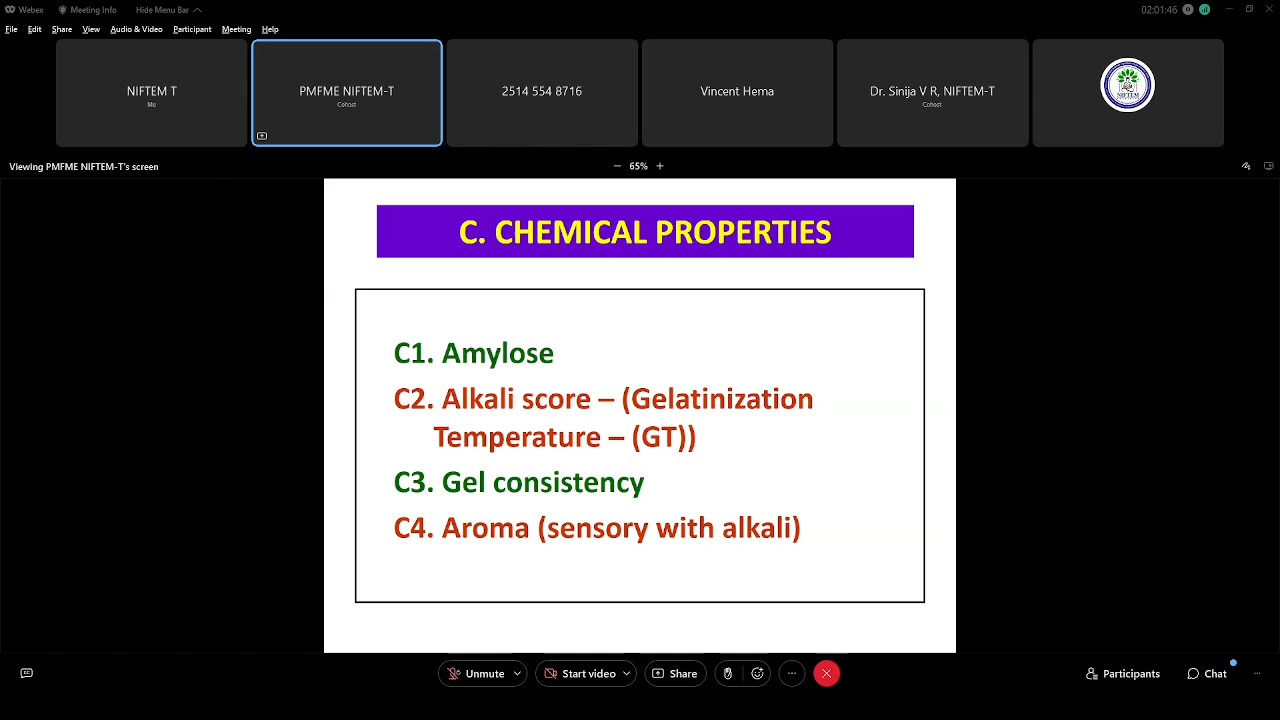 Webex Meeting Info Hide Menu Bar 02:01:46
File Edit Share View Audio & Video Participant Meeting Help
NIFTEM T
Me
PMFME NIFTEM-T
Cohost
2514 554 8716
Vincent Hema
Dr. Sinija V R, NIFTEM-T
Cohost
NIFTEM
Viewing PMFME NIFTEM-T's screen
65%
C. CHEMICAL PROPERTIES
C1. Amylose
C2. Alkali score – (Gelatinization
Temperature – (GT))
C3. Gel consistency
C4. Aroma (sensory with alkali)
Unmute Start video Share Participants Chat